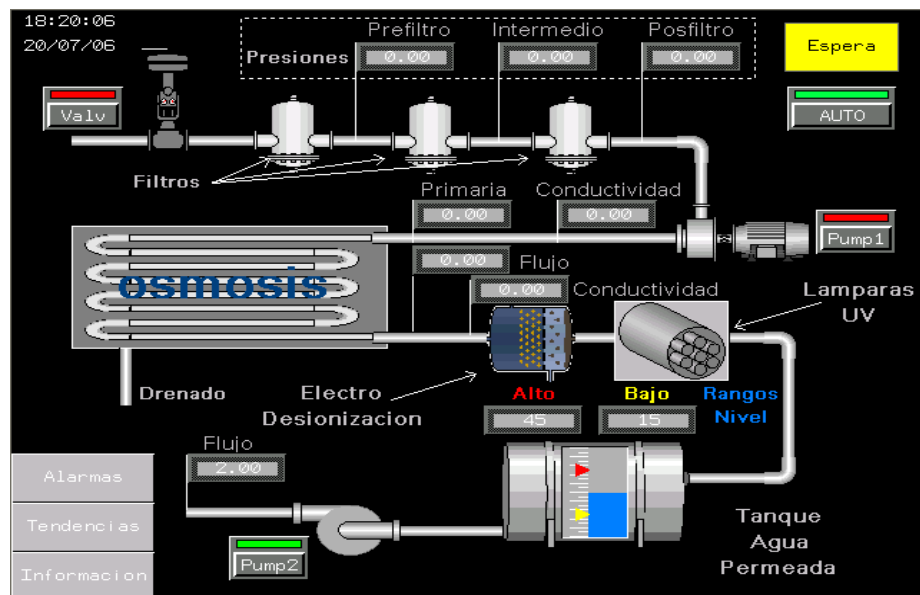 18:20:06
20/07/06
Presiones
Prefiltro
0.00
Intermedio
0.00
Posfiltro
0.00
Espera
Valv
AUTO
Filtros
Primaria
0.00
Conductividad
0.00
Pump1
0.00
Flujo
osmosis
0.00
Conductividad
Lamparas
UV
Drenado
Electro
Desionizacion
Alto
45
Bajo
15
Rangos
Nivel
Flujo
2.00
Alarmas
Tendencias
Informacion
Pump2
Tanque
Agua
Permeada